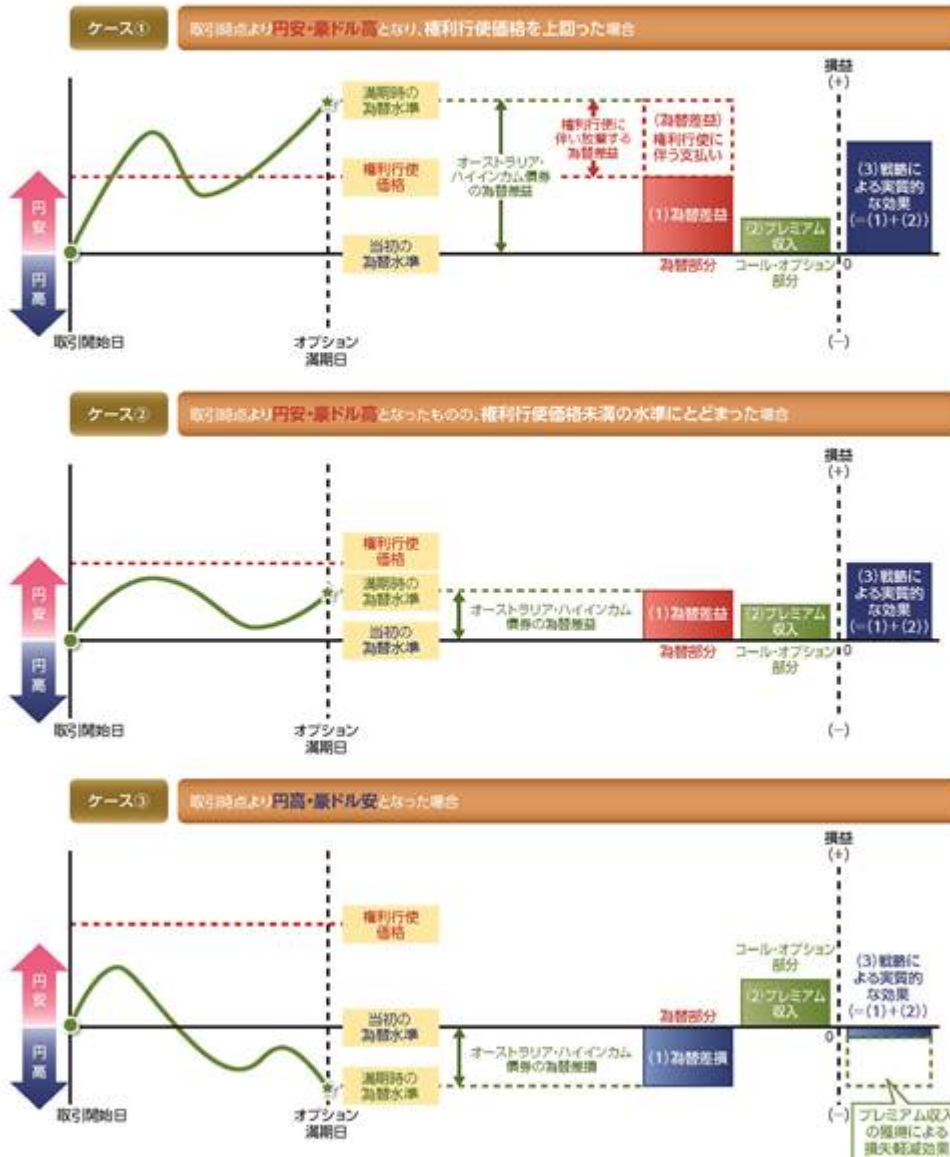 ケース①
取引時点より円安・豪ドル高となり、権利行使価格を上回った場合
損益
(+)
満期時の
為替水準
権利行使
価格
当初の
為替水準
オーストラリア・
ハイインカム債券
の為替差益
権利行使に
伴い放棄する
為替差益
(為替差益)
権利行使に
伴う支払い
(1)為替差益
為替部分
(2)プレミアム
収入
コール・オプション
部分
0
(3)戦略に
よる実質的
な効果
(=(1)+(2))
円安
円高
取引開始日
オプション
満期日
(−)
ケース②
取引時点より円安・豪ドル高となったものの、権利行使価格未満の水準にとどまった場合
損益
(+)
権利行使
価格
満期時の
為替水準
当初の
為替水準
オーストラリア・ハイインカム
債券の為替差益
(1)為替差益
為替部分
(2)プレミアム
収入
コール・オプション
部分
0
(3)戦略に
よる実質的
な効果
(=(1)+(2))
円安
円高
取引開始日
オプション
満期日
(−)
ケース③
取引時点より円高・豪ドル安となった場合
損益
(+)
権利行使
価格
当初の
為替水準
満期時の
為替水準
オーストラリア・ハイインカム
債券の為替差損
為替部分
(1)為替差損
コール・オプション
部分
(2)プレミアム
収入
0
(3)戦略に
よる実質的
な効果
(=(1)+(2))
円安
円高
取引開始日
オプション
満期日
(−)
プレミアム収入
の獲得による
損失軽減効果